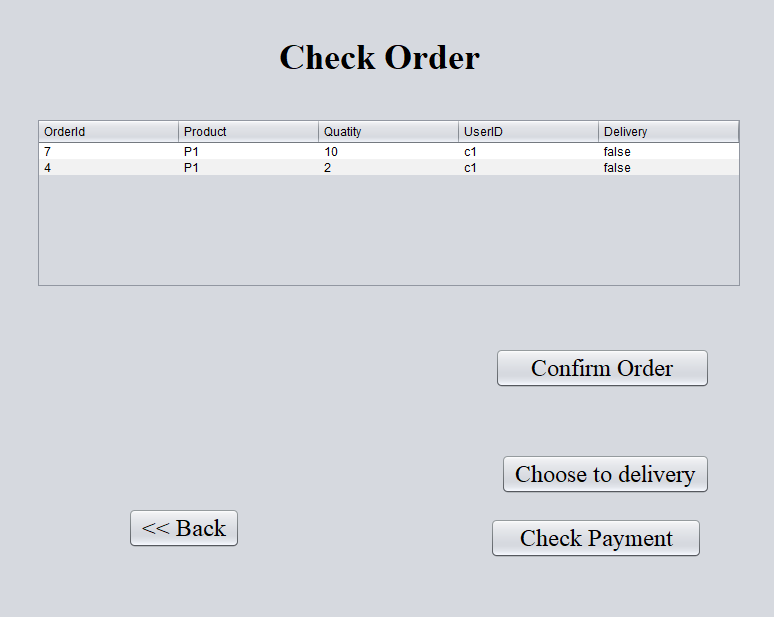 Check Order
OrderId Product Quatity UserID Delivery
7 P1 10 c1 false
4 P1 2 c1 false
Confirm Order
Choose to delivery
<< Back
Check Payment